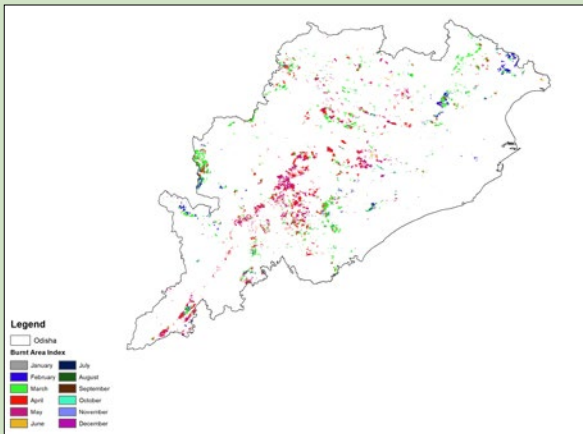 Legend
Odisha
Burnt Area Index
January July
February August
March September
April October
May November
June December